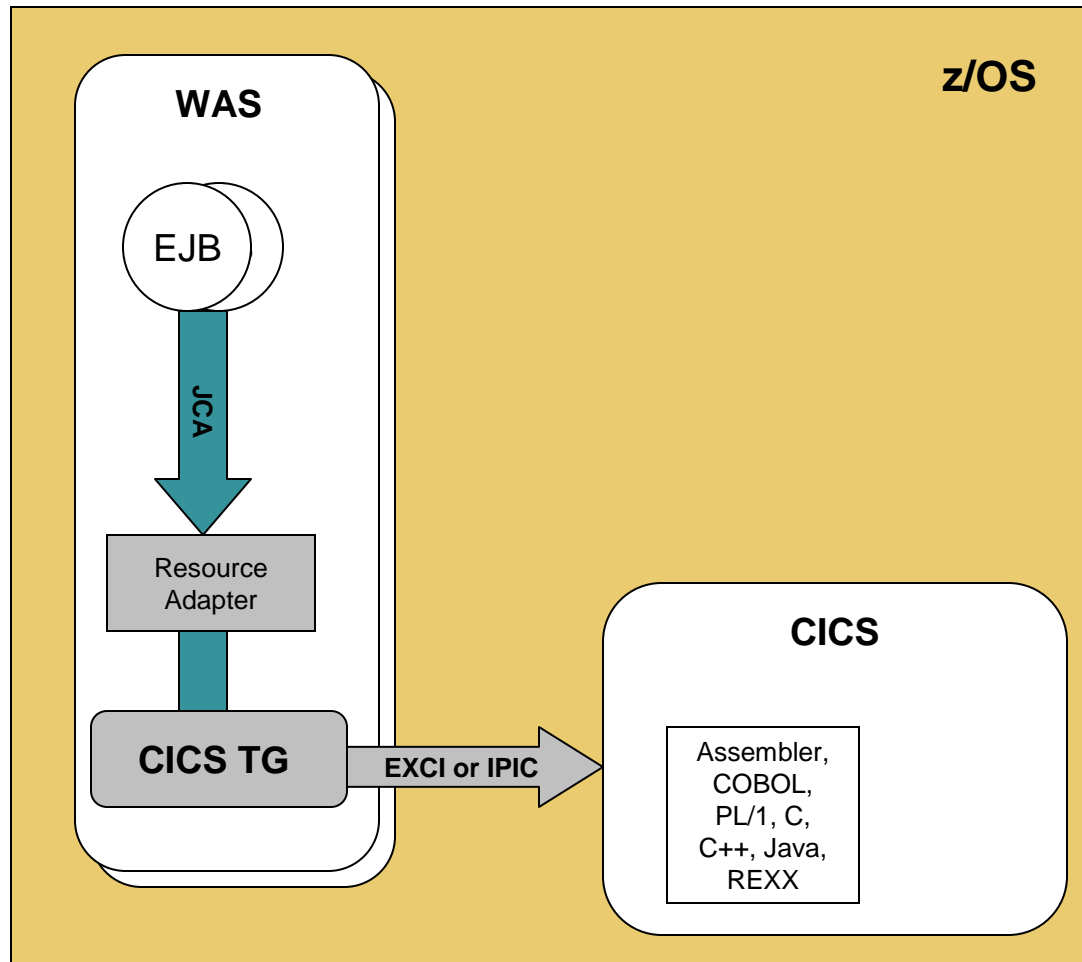 z/OS
WAS
EJB
JCA
Resource
Adapter
CICS TG
EXCI or IPIC
CICS
Assembler,
COBOL,
PL/1, C,
C++, Java,
REXX